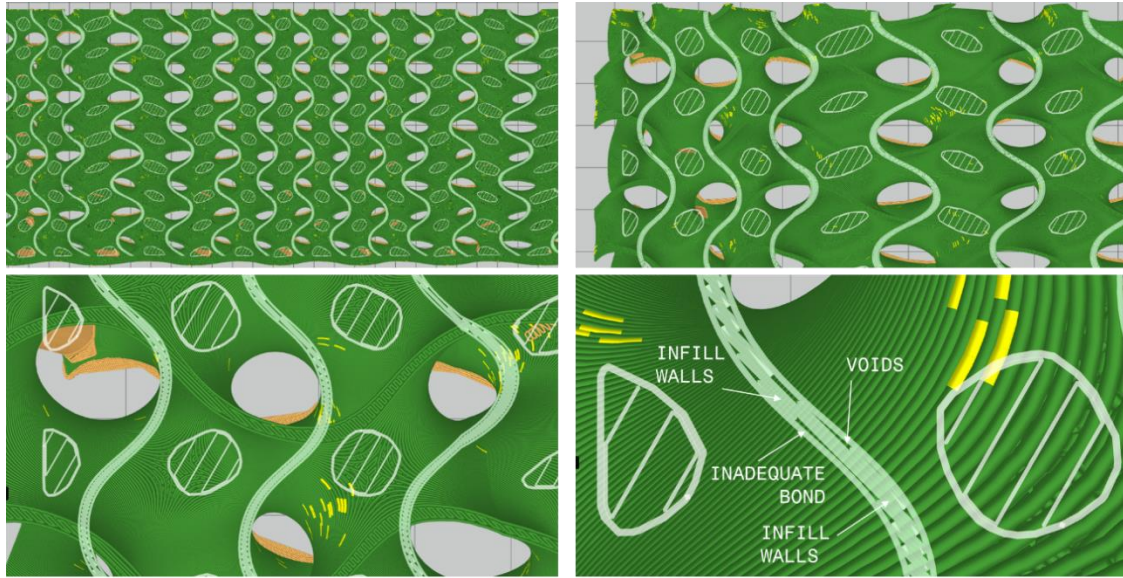 INFILL
WALLS
VOIDS
INADEQUATE
BOND
INFILL
WALLS